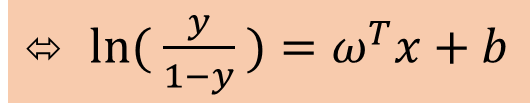 ⇔ ln(y/(1−y)) = ω^T x + b